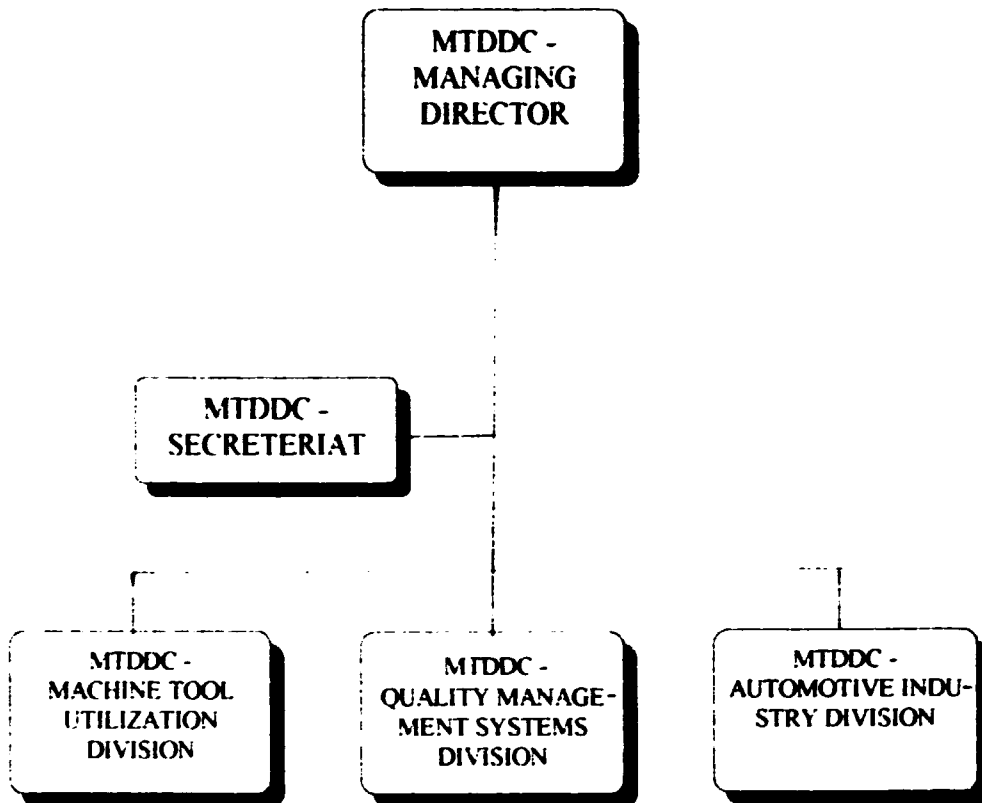 MTDDC -
MANAGING
DIRECTOR
MTDDC -
SECRETERIAT
MTDDC -
MACHINE TOOL
UTILIZATION
DIVISION
MTDDC -
QUALITY MANAGE-
MENT SYSTEMS
DIVISION
MTDDC -
AUTOMOTIVE INDU-
STRY DIVISION